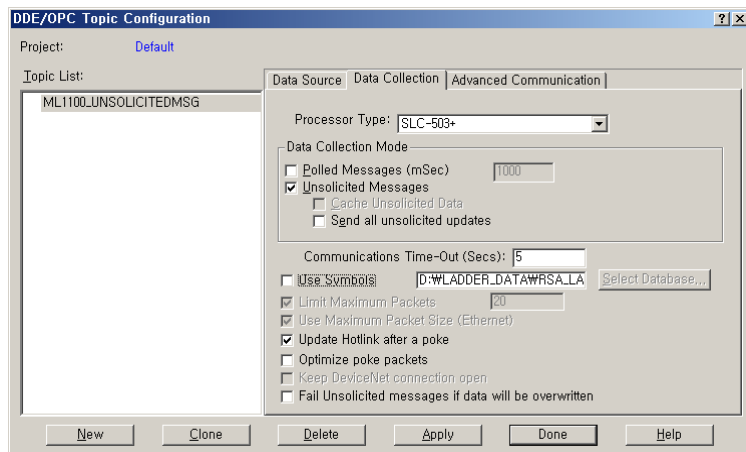 DDE/OPC Topic Configuration
Project: Default
Topic List:
ML1100_UNSOLICITEDMSG
Data Source Data Collection Advanced Communication
Processor Type: SLC-503+
Data Collection Mode
Polled Messages (mSec) 1000
Unsolicited Messages
Cache Unsolicited Data
Send all unsolicited updates
Communications Time-Out (Secs): 5
Use Symbols D:₩LADDER_DATA₩RSA_LA Select Database...
Limit Maximum Packets 20
Use Maximum Packet Size (Ethernet)
Update Hotlink after a poke
Optimize poke packets
Keep DeviceNet connection open
Fail Unsolicited messages if data will be overwritten
New Clone Delete Apply Done Help